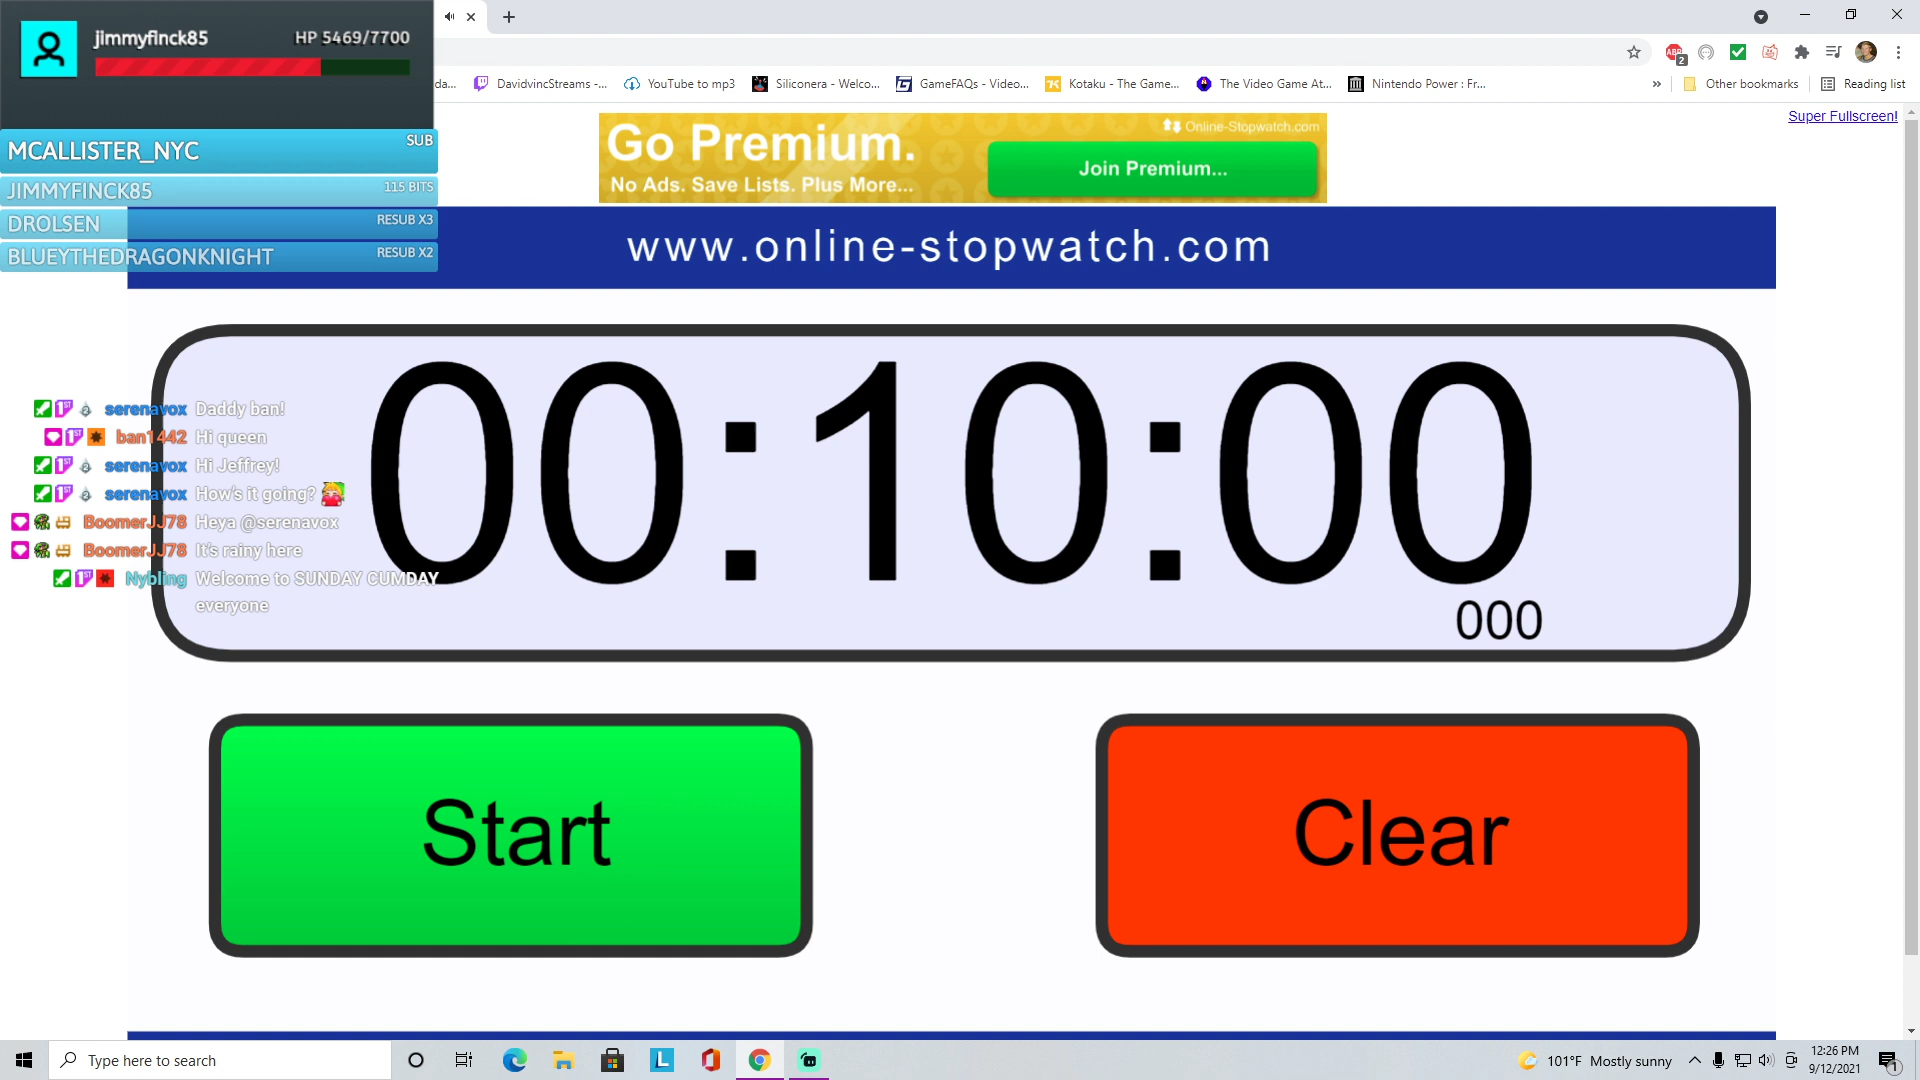 jimmyfinck85 HP 5469/7700
da... DavidvincStreams -... YouTube to mp3 Siliconera - Welco... GameFAQs - Video... Kotaku - The Game... The Video Game At... Nintendo Power : Fr... » Other bookmarks Reading list
ABP 2
Super Fullscreen!
MCALLISTER_NYC SUB
JIMMYFINCK85 115 BITS
DROLSEN RESUB X3
BLUEYTHEDRAGONKNIGHT RESUB X2
Go Premium.
No Ads. Save Lists. Plus More...
Online-Stopwatch.com
Join Premium...
www.online-stopwatch.com
00:10:00
000
serenavox Daddy ban!
ban1442 Hi queen
serenavox Hi Jeffrey!
serenavox How's it going?
BoomerJJ78 Heya @serenavox
BoomerJJ78 It's rainy here
Nybling Welcome to SUNDAY CUMDAY
everyone
Start
Clear
Type here to search
101°F Mostly sunny
12:26 PM
9/12/2021
1